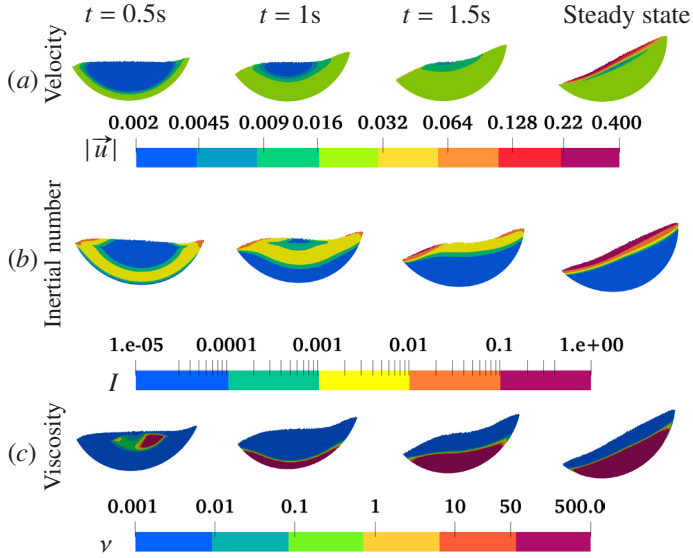 t = 0.5s t = 1s t = 1.5s Steady state
(a) Velocity
0.002 0.0045 0.009 0.016 0.032 0.064 0.128 0.22 0.400
|u⃗|
(b) Inertial number
1.e-05 0.0001 0.001 0.01 0.1 1.e+00
I
(c) Viscosity
0.001 0.01 0.1 1 10 50 500.0
ν